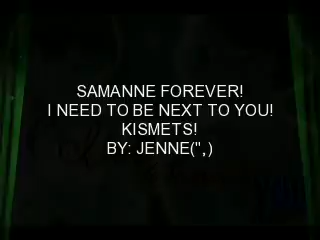 SAMANNE FOREVER!
I NEED TO BE NEXT TO YOU!
KISMETS!
BY: JENNE(",)